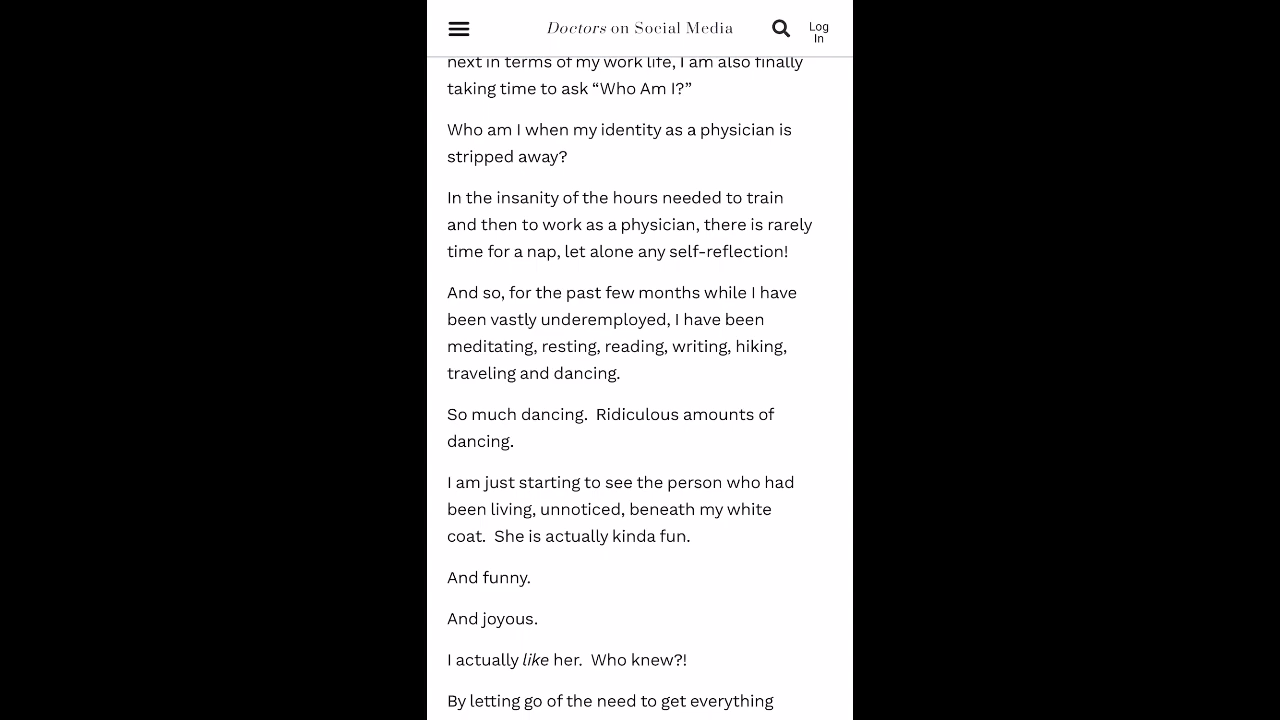 Doctors on Social Media
Log
In
next in terms of my work life, I am also finally
taking time to ask “Who Am I?”
Who am I when my identity as a physician is
stripped away?
In the insanity of the hours needed to train
and then to work as a physician, there is rarely
time for a nap, let alone any self-reflection!
And so, for the past few months while I have
been vastly underemployed, I have been
meditating, resting, reading, writing, hiking,
traveling and dancing.
So much dancing.  Ridiculous amounts of
dancing.
I am just starting to see the person who had
been living, unnoticed, beneath my white
coat.  She is actually kinda fun.
And funny.
And joyous.
I actually like her.  Who knew?!
By letting go of the need to get everything